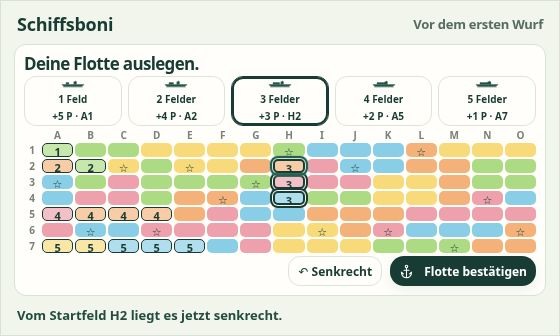 Schiffsboni
Vor dem ersten Wurf
Deine Flotte auslegen.
1 Feld
+5 P · A1
2 Felder
+4 P · A2
3 Felder
+3 P · H2
4 Felder
+2 P · A5
5 Felder
+1 P · A7
A B C D E F G H I J K L M N O
1 1 ☆ ☆
2 2 2 ☆ ☆ 3 ☆
3 ☆ ☆ 3
4 ☆ 3 ☆
5 4 4 4 4
6 ☆ ☆ ☆ ☆ ☆
7 5 5 5 5 5 ☆
↶ Senkrecht
⚓ Flotte bestätigen
Vom Startfeld H2 liegt es jetzt senkrecht.